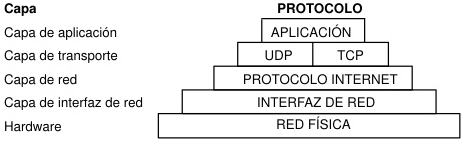 Capa PROTOCOLO
Capa de aplicación APLICACIÓN
Capa de transporte UDP TCP
Capa de red PROTOCOLO INTERNET
Capa de interfaz de red INTERFAZ DE RED
Hardware RED FÍSICA